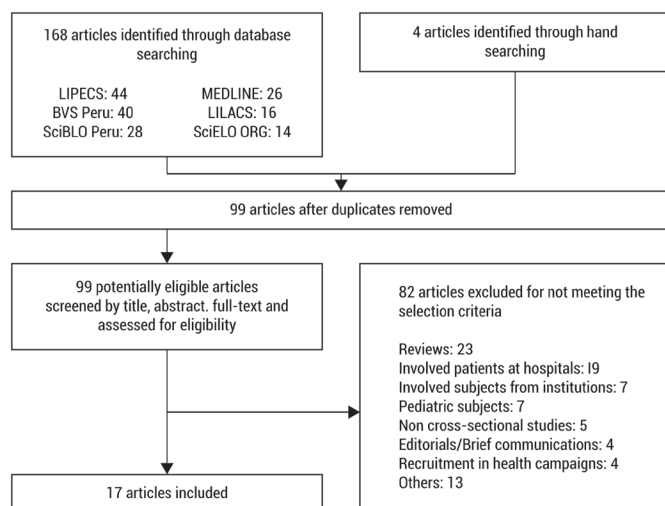 168 articles identified through database
searching
LIPECS: 44
MEDLINE: 26
BVS Peru: 40
LILACS: 16
SciBLO Peru: 28
SciELO ORG: 14
4 articles identified through hand
searching
99 articles after duplicates removed
99 potentially eligible articles
screened by title, abstract. full-text and
assessed for eligibility
82 articles excluded for not meeting the
selection criteria
Reviews: 23
Involved patients at hospitals: I9
Involved subjects from institutions: 7
Pediatric subjects: 7
Non cross-sectional studies: 5
Editorials/Brief communications: 4
Recruitment in health campaigns: 4
Others: 13
17 articles included